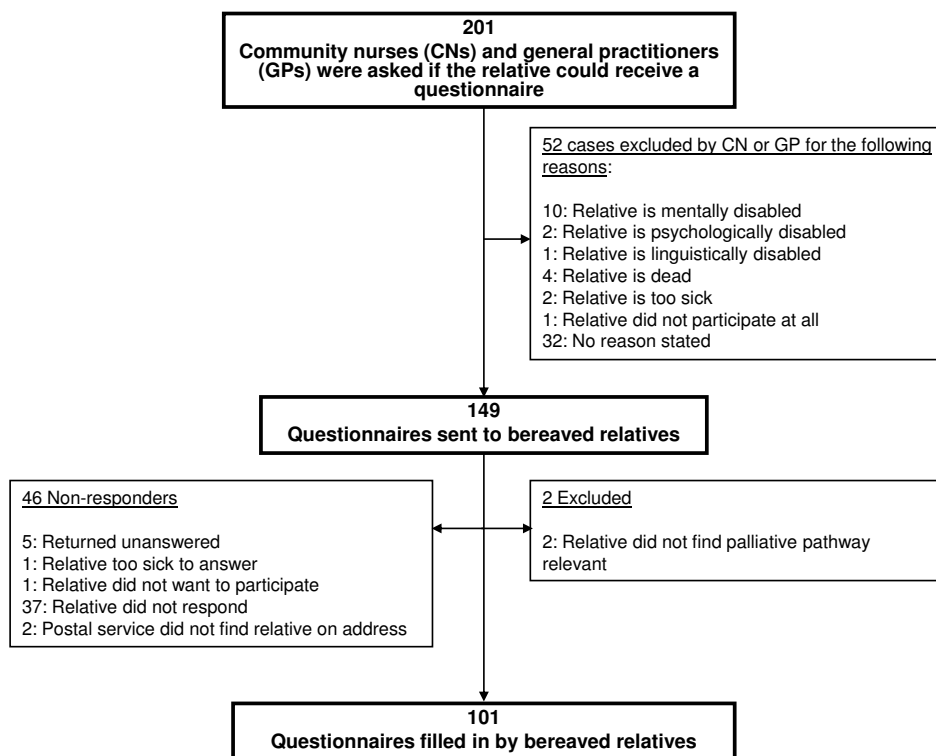 201
Community nurses (CNs) and general practitioners
(GPs) were asked if the relative could receive a
questionnaire
52 cases excluded by CN or GP for the following
reasons:
10: Relative is mentally disabled
2: Relative is psychologically disabled
1: Relative is linguistically disabled
4: Relative is dead
2: Relative is too sick
1: Relative did not participate at all
32: No reason stated
149
Questionnaires sent to bereaved relatives
46 Non-responders
5: Returned unanswered
1: Relative too sick to answer
1: Relative did not want to participate
37: Relative did not respond
2: Postal service did not find relative on address
2 Excluded
2: Relative did not find palliative pathway
relevant
101
Questionnaires filled in by bereaved relatives